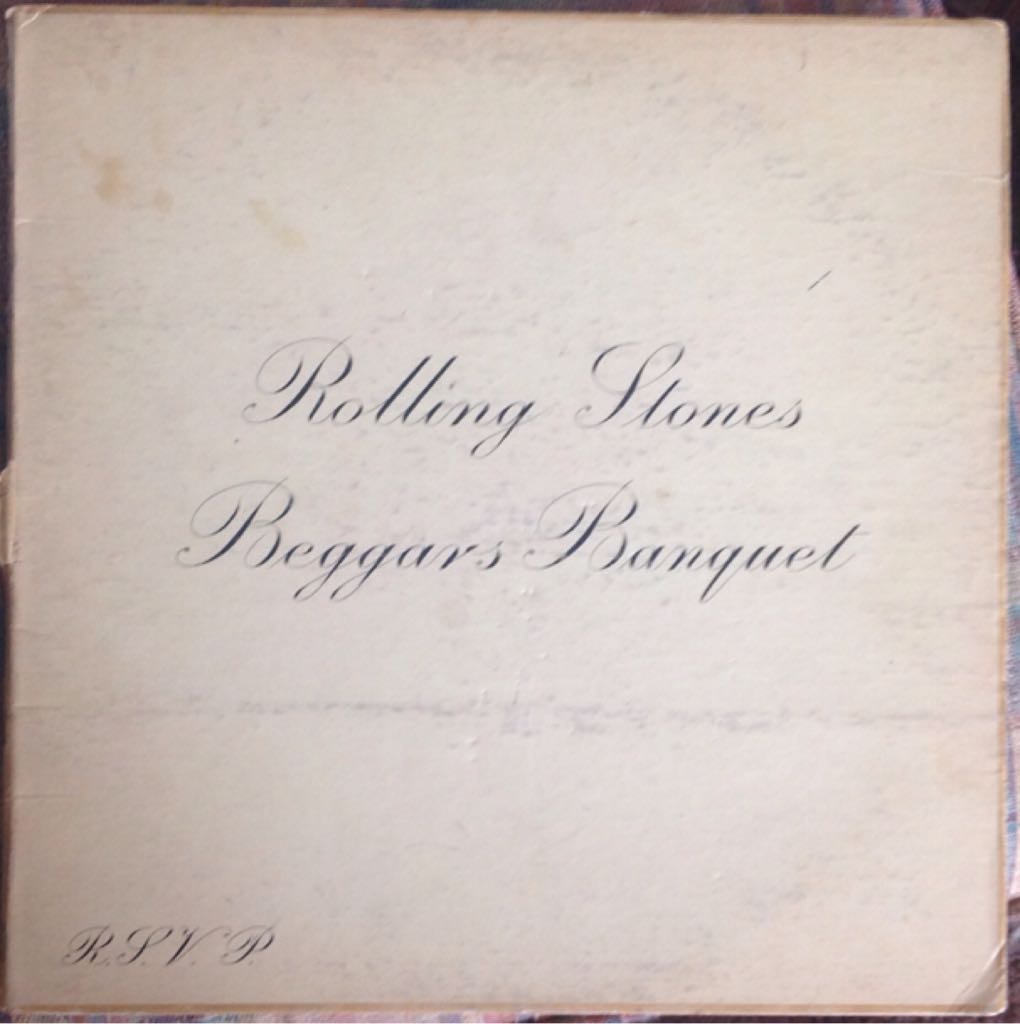 Rolling Stones
Beggars Banquet
R.S.V.P.